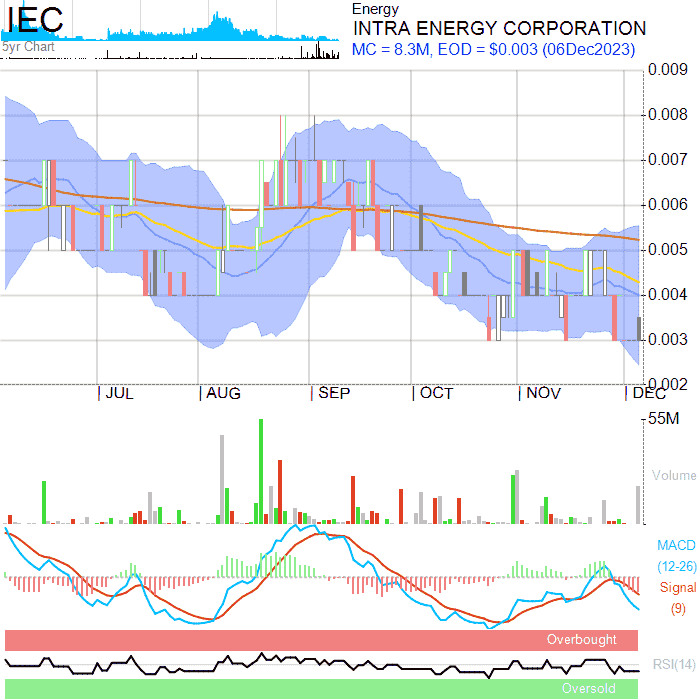 IEC
5yr Chart
Energy
INTRA ENERGY CORPORATION
MC = 8.3M, EOD = $0.003 (06Dec2023)
0.009
0.008
0.007
0.006
0.005
0.004
0.003
0.002
JUL
AUG
SEP
OCT
NOV
DEC
55M
Volume
MACD
(12-26)
Signal
(9)
Overbought
RSI(14)
Oversold